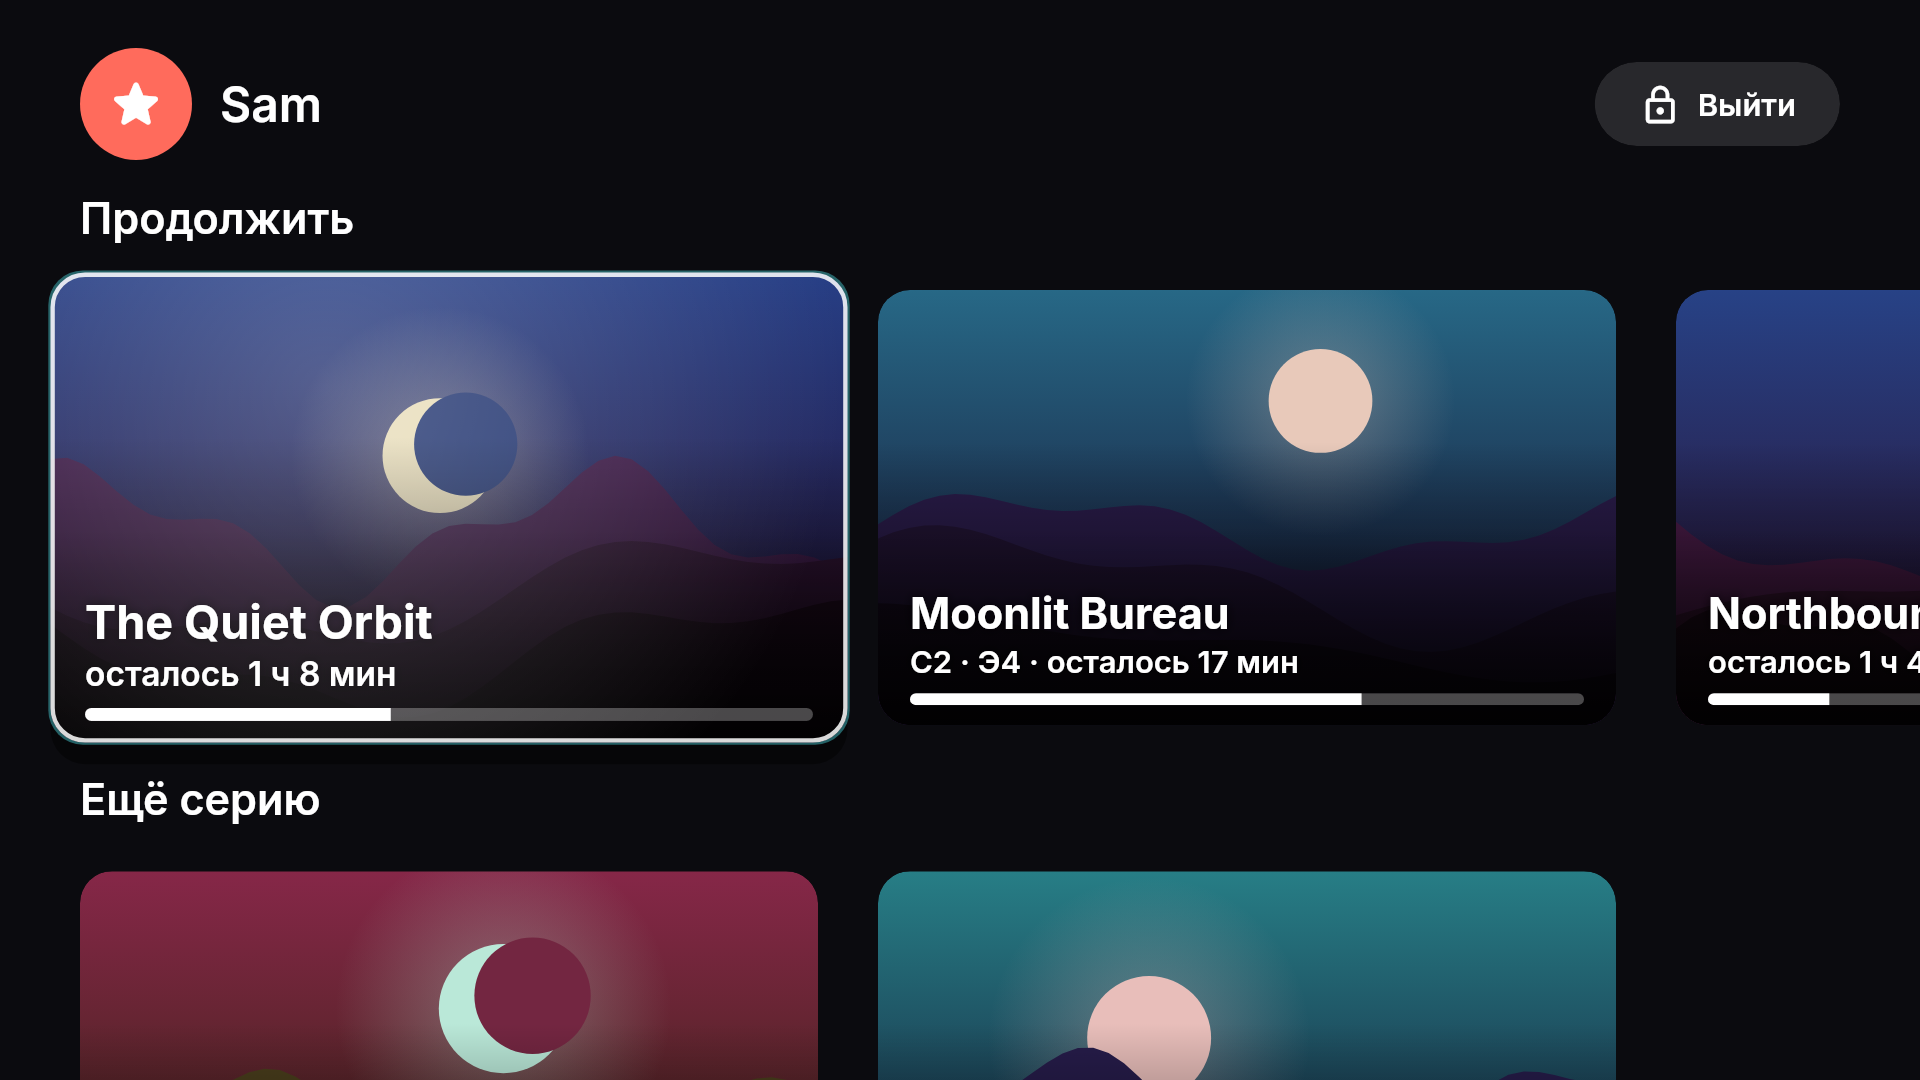 Sam
Выйти
Продолжить
The Quiet Orbit
осталось 1 ч 8 мин
Moonlit Bureau
С2 · Э4 · осталось 17 мин
осталось 1 ч
Ещё серию